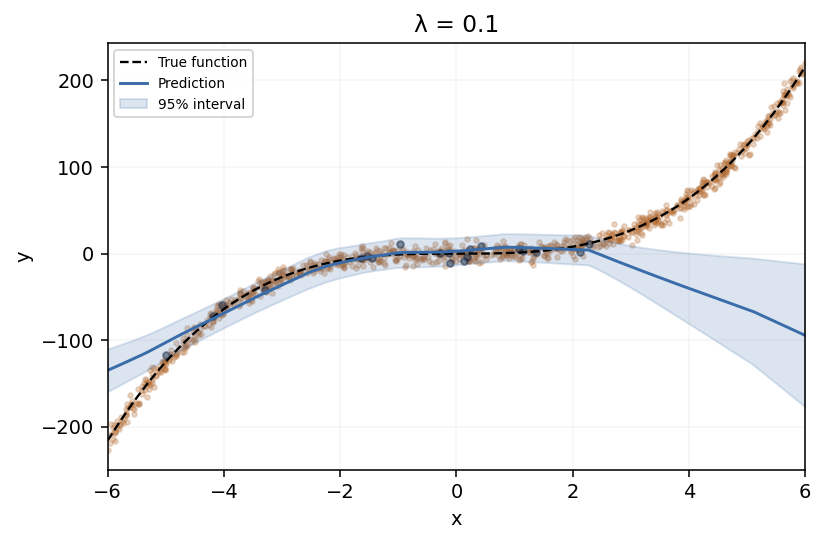 λ = 0.1
True function
Prediction
95% interval
y
200
100
0
−100
−200
−6
−4
−2
0
2
4
6
x